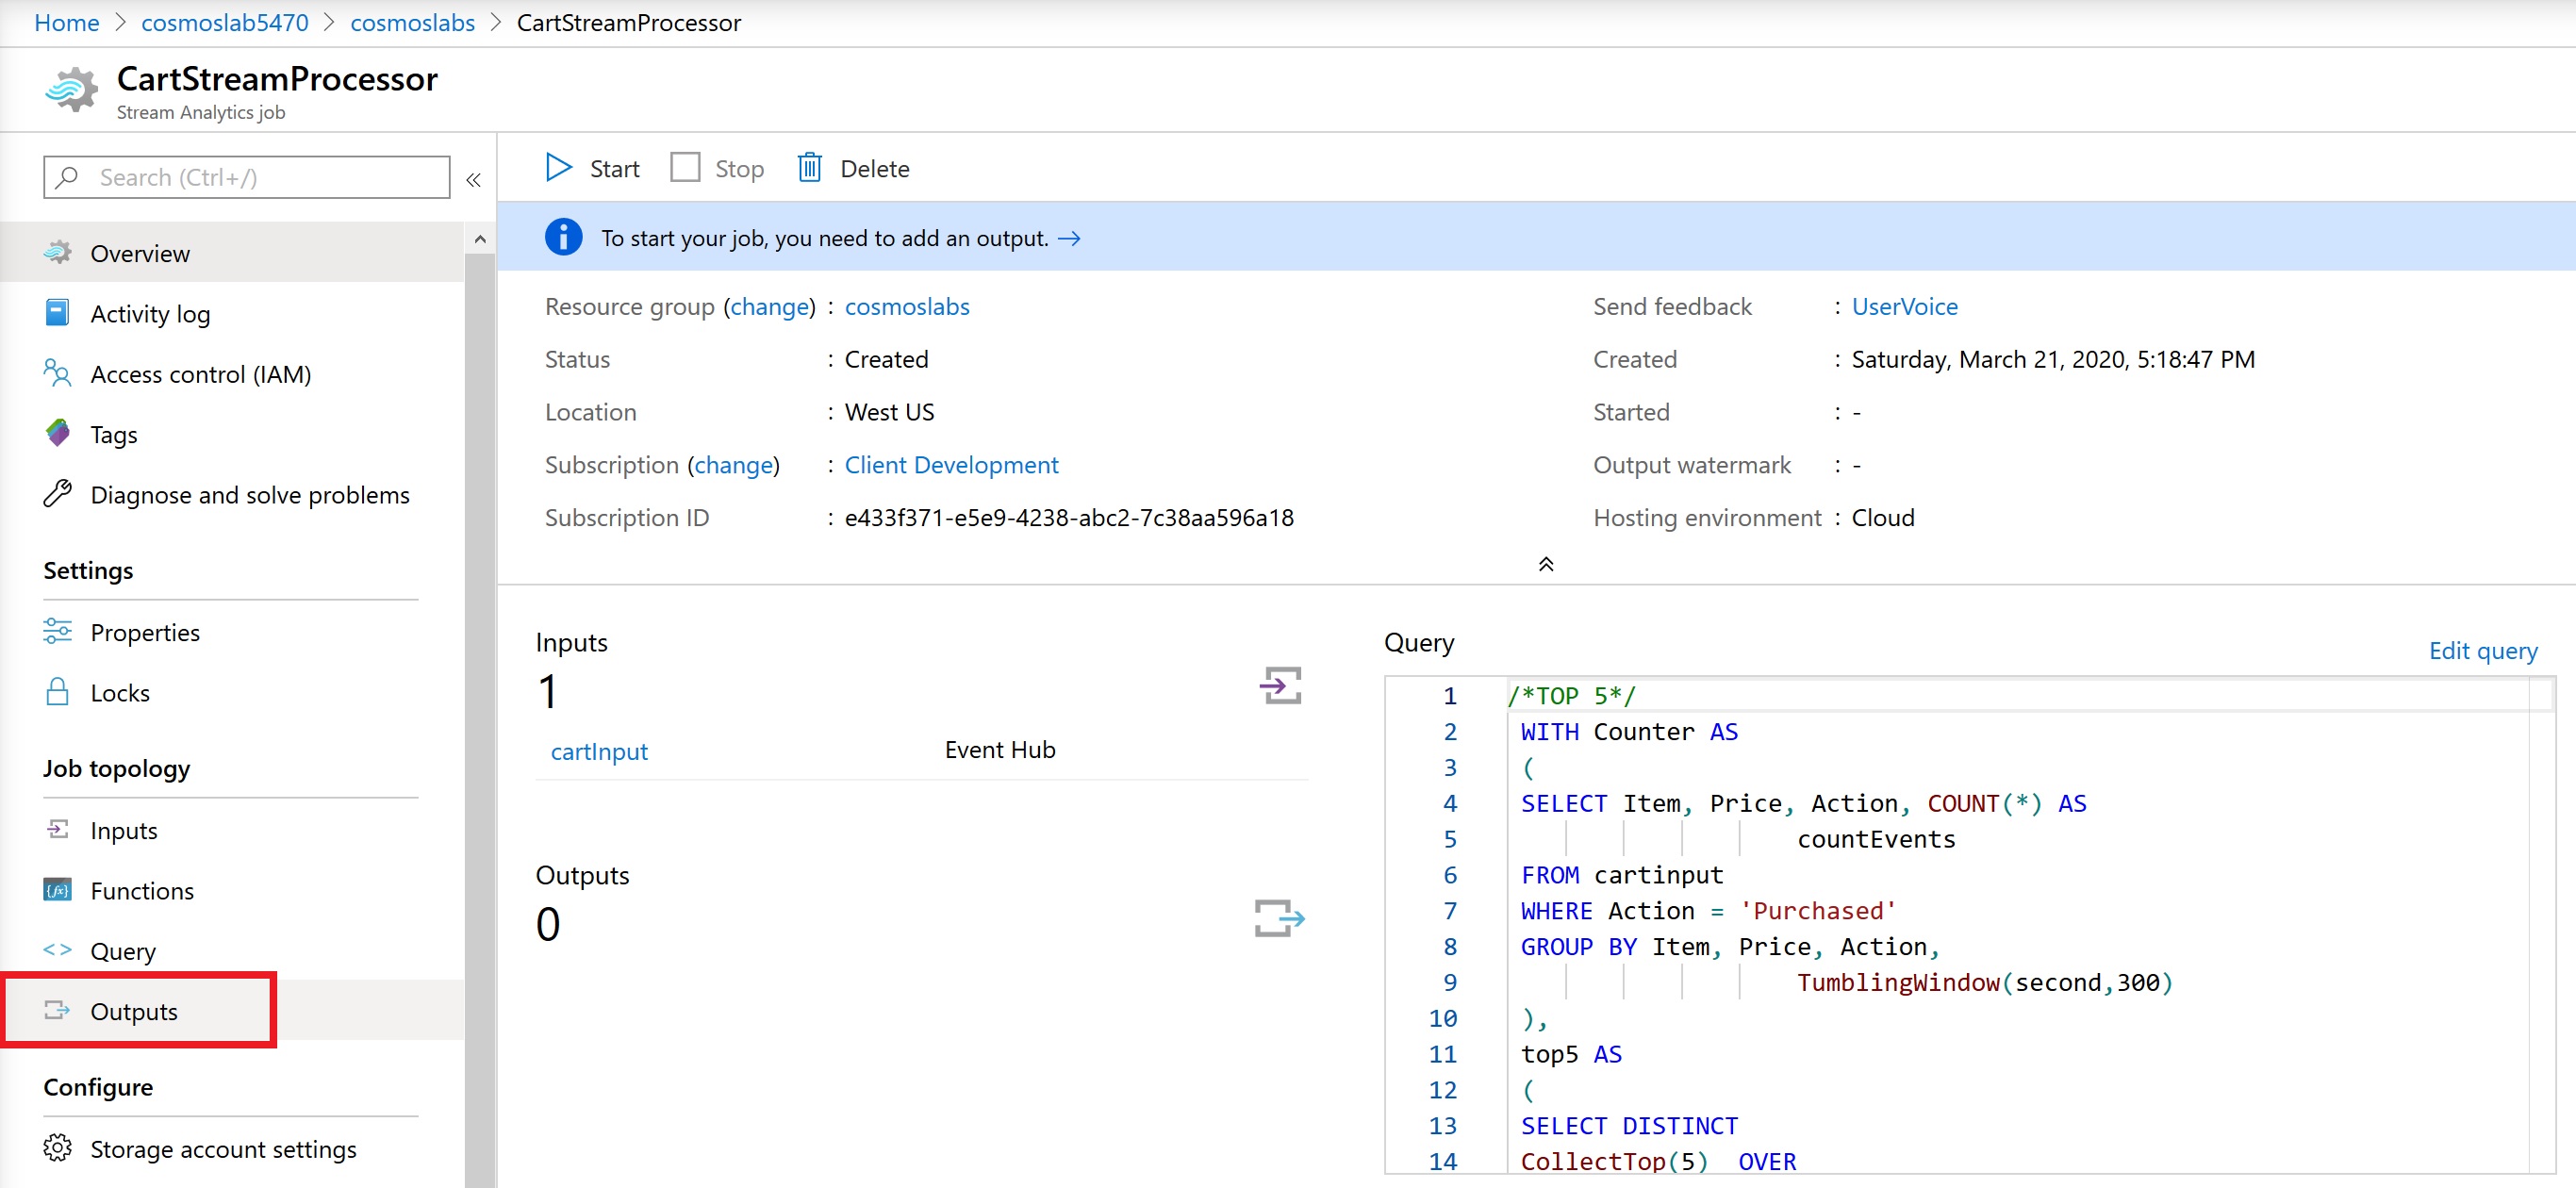 Home > cosmoslab5470 > cosmoslabs > CartStreamProcessor
CartStreamProcessor
Stream Analytics job
Search (Ctrl+/)
«
Overview
Activity log
Access control (IAM)
Tags
Diagnose and solve problems
Settings
Properties
Locks
Job topology
Inputs
Functions
Query
Outputs
Configure
Storage account settings
Start Stop Delete
To start your job, you need to add an output. →
Resource group (change) : cosmoslabs
Status : Created
Location : West US
Subscription (change) : Client Development
Subscription ID : e433f371-e5e9-4238-abc2-7c38aa596a18
Send feedback : UserVoice
Created : Saturday, March 21, 2020, 5:18:47 PM
Started : -
Output watermark : -
Hosting environment : Cloud
Inputs
1
cartInput Event Hub
Outputs
0
Query
Edit query
1 /*TOP 5*/
2 WITH Counter AS
3 (
4 SELECT Item, Price, Action, COUNT(*) AS
5 countEvents
6 FROM cartinput
7 WHERE Action = 'Purchased'
8 GROUP BY Item, Price, Action,
9 TumblingWindow(second,300)
10 ),
11 top5 AS
12 (
13 SELECT DISTINCT
14 CollectTop(5) OVER